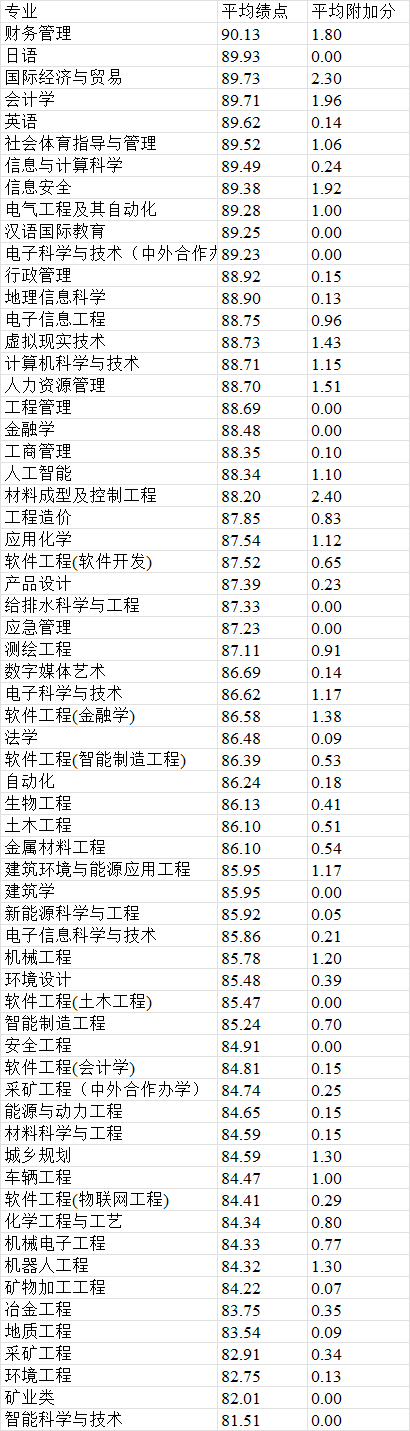 专业 平均绩点 平均附加分
财务管理 90.13 1.80
日语 89.93 0.00
国际经济与贸易 89.73 2.30
会计学 89.71 1.96
英语 89.62 0.14
社会体育指导与管理 89.52 1.06
信息与计算科学 89.49 0.24
信息安全 89.38 1.92
电气工程及其自动化 89.28 1.00
汉语国际教育 89.25 0.00
电子科学与技术（中外合作办 89.23 0.00
行政管理 88.92 0.15
地理信息科学 88.90 0.13
电子信息工程 88.75 0.96
虚拟现实技术 88.73 1.43
计算机科学与技术 88.71 1.15
人力资源管理 88.70 1.51
工程管理 88.69 0.00
金融学 88.48 0.00
工商管理 88.35 0.10
人工智能 88.34 1.10
材料成型及控制工程 88.20 2.40
工程造价 87.85 0.83
应用化学 87.54 1.12
软件工程(软件开发) 87.52 0.65
产品设计 87.39 0.23
给排水科学与工程 87.33 0.00
应急管理 87.23 0.00
测绘工程 87.11 0.91
数字媒体艺术 86.69 0.14
电子科学与技术 86.62 1.17
软件工程(金融学) 86.58 1.38
法学 86.48 0.09
软件工程(智能制造工程) 86.39 0.53
自动化 86.24 0.18
生物工程 86.13 0.41
土木工程 86.10 0.51
金属材料工程 86.10 0.54
建筑环境与能源应用工程 85.95 1.17
建筑学 85.95 0.00
新能源科学与工程 85.92 0.05
电子信息科学与技术 85.86 0.21
机械工程 85.78 1.20
环境设计 85.48 0.39
软件工程(土木工程) 85.47 0.00
智能制造工程 85.24 0.70
安全工程 84.91 0.00
软件工程(会计学) 84.81 0.15
采矿工程（中外合作办学） 84.74 0.25
能源与动力工程 84.65 0.15
材料科学与工程 84.59 0.15
城乡规划 84.59 1.30
车辆工程 84.47 1.00
软件工程(物联网工程) 84.41 0.29
化学工程与工艺 84.34 0.80
机械电子工程 84.33 0.77
机器人工程 84.32 1.30
矿物加工工程 84.22 0.07
冶金工程 83.75 0.35
地质工程 83.54 0.09
采矿工程 82.91 0.34
环境工程 82.75 0.13
矿业类 82.01 0.00
智能科学与技术 81.51 0.00